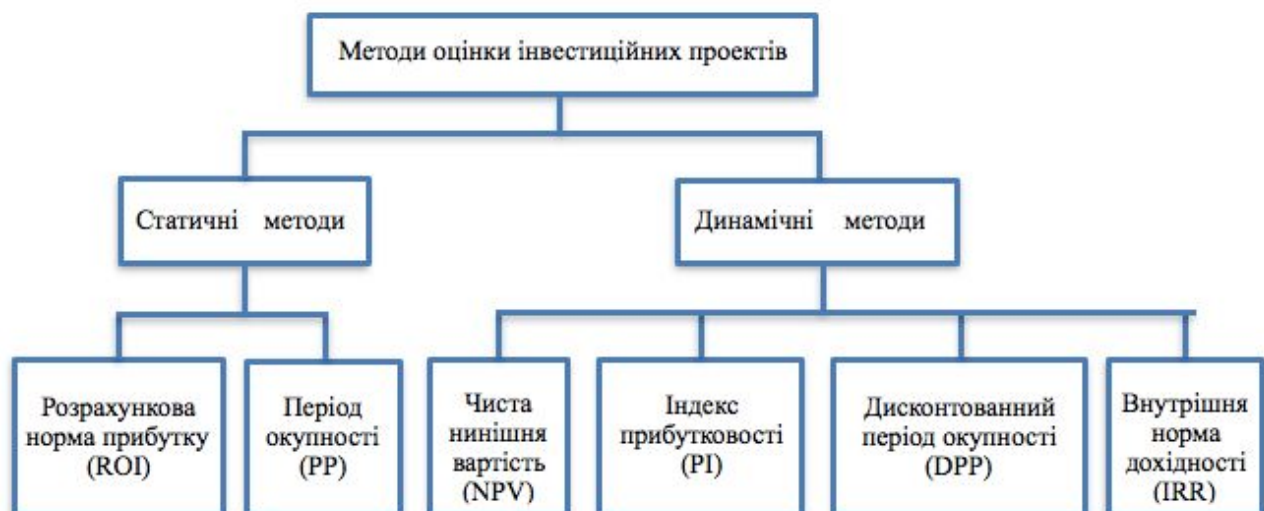 Методи оцінки інвестиційних проектів
Статичні методи
Динамічні методи
Розрахункова
норма прибутку
(ROI)
Період
окупності
(PP)
Чиста
нинішня
вартість
(NPV)
Індекс
прибутковості
(PI)
Дисконтованний
період окупності
(DPP)
Внутрішня
норма
дохідності
(IRR)